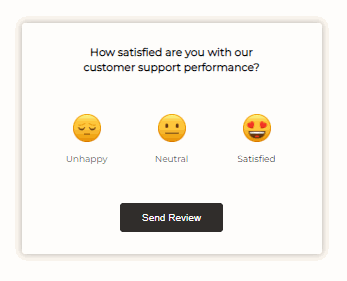 How satisfied are you with our
customer support performance?
Unhappy
Neutral
Satisfied
Send Review